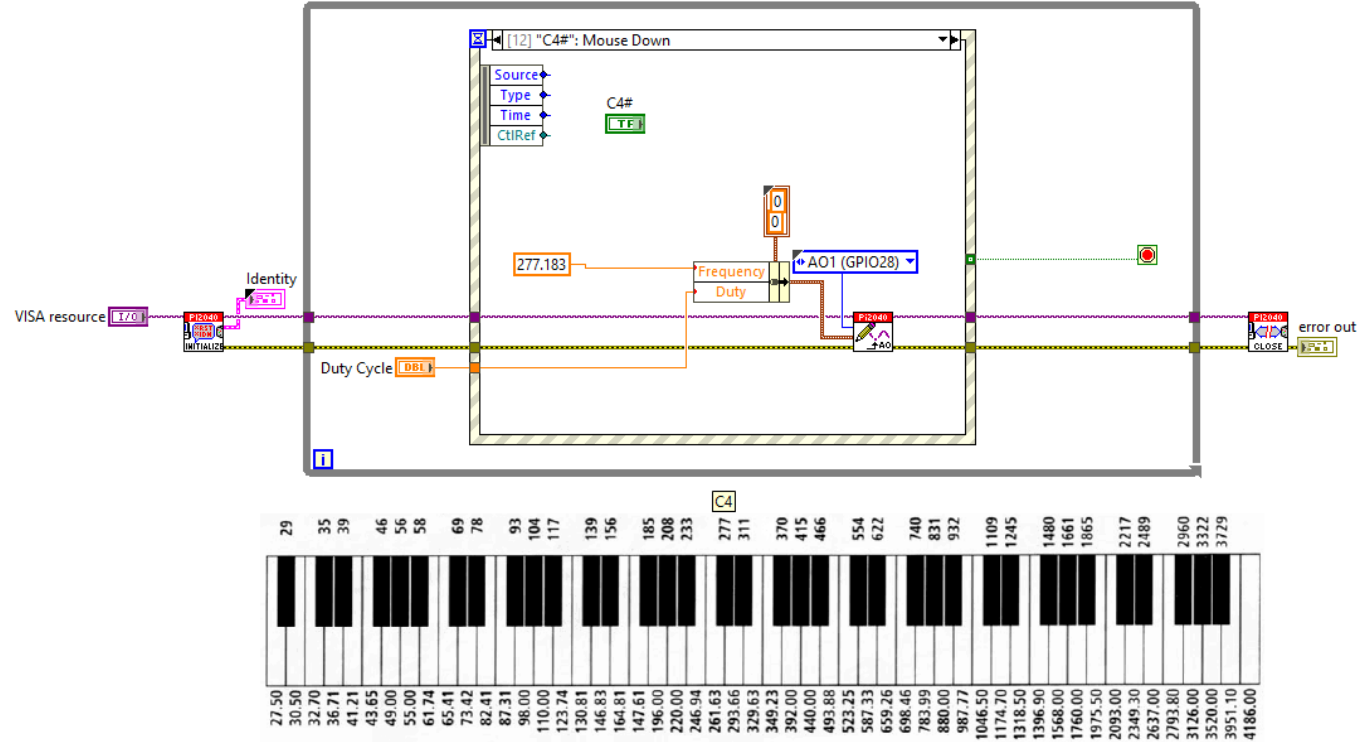 [12] "C4#": Mouse Down
Source
Type
Time
CtlRef
C4#
TF
0
0
277.183
Frequency
Duty
AO1 (GPIO28)
Identity
VISA resource
I/O
Pi2040
INITIALIZE
Pi2040
AO
Pi2040
CLOSE
error out
Duty Cycle
DBL
i
C4
29 35 39 46 56 58 69 78 93 104 117 139 156 185 208 233 277 311 370 415 466 554 622 740 831 932 1109 1245 1480 1661 1865 2217 2489 2960 3322 3729
27.50 30.50 32.70 36.71 41.21 43.65 49.00 55.00 61.74 65.41 73.42 82.41 87.31 98.00 110.00 123.74 130.81 146.83 164.81 147.61 196.00 220.00 246.94 261.63 293.66 329.63 349.23 392.00 440.00 493.88 523.25 587.33 659.26 698.46 783.99 880.00 987.77 1046.50 1174.70 1318.50 1396.90 1568.00 1760.00 1975.50 2093.00 2349.30 2637.00 2793.80 3126.00 3520.00 3951.10 4186.00